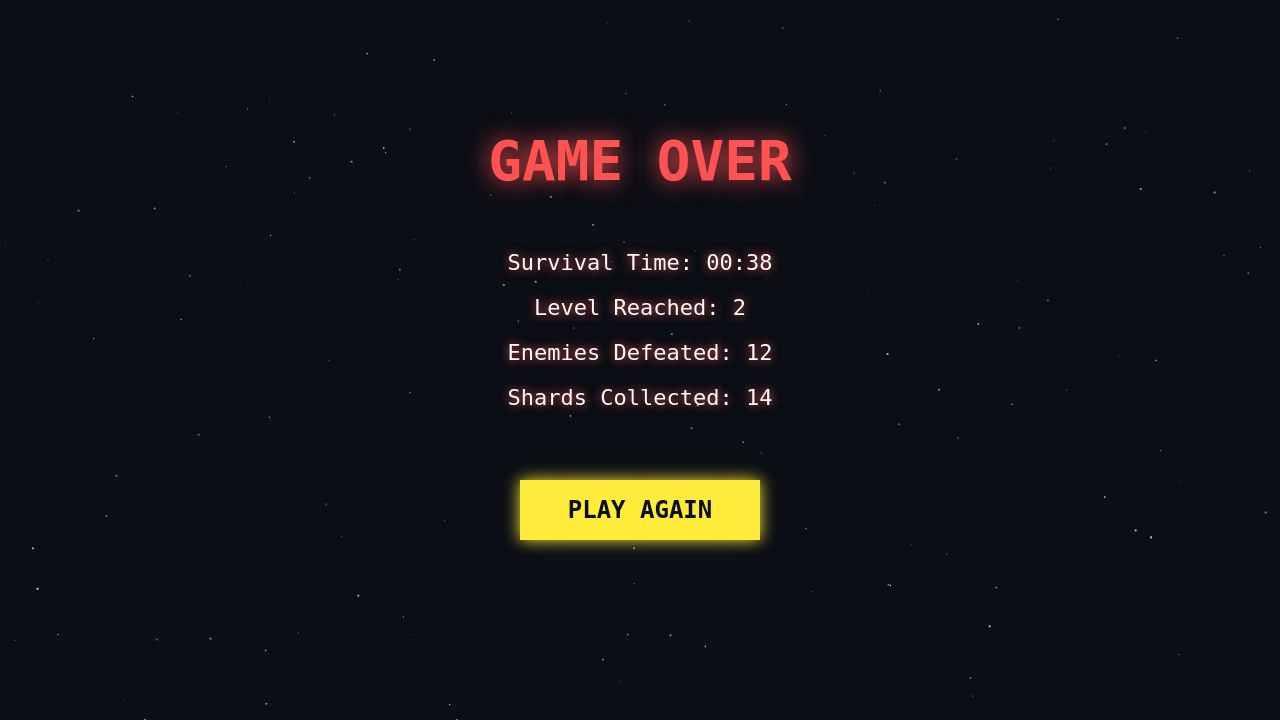 GAME OVER
Survival Time: 00:38
Level Reached: 2
Enemies Defeated: 12
Shards Collected: 14
PLAY AGAIN